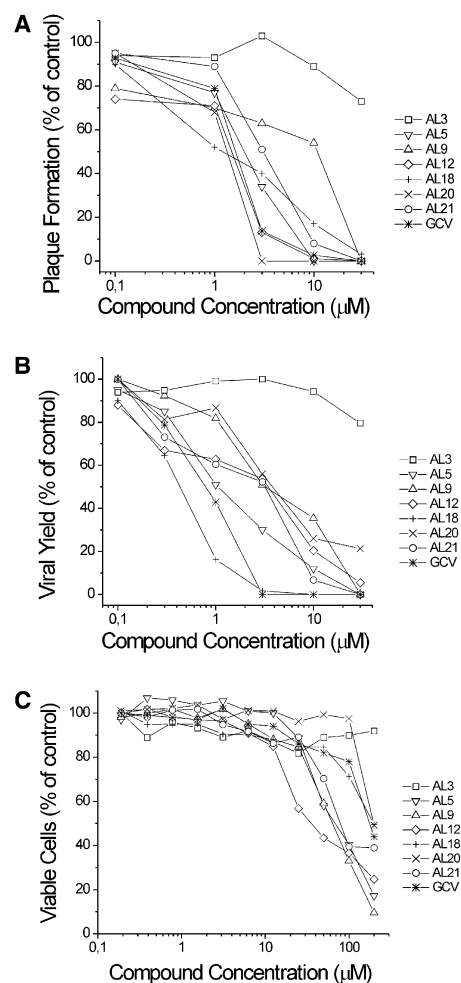 A
Plaque Formation (% of control)
100
80
60
40
20
0
0,1
1
10
Compound Concentration (μM)
AL3
AL5
AL9
AL12
AL18
AL20
AL21
GCV
B
Viral Yield (% of control)
100
80
60
40
20
0
0,1
1
10
Compound Concentration (μM)
AL3
AL5
AL9
AL12
AL18
AL20
AL21
GCV
C
Viable Cells (% of control)
100
80
60
40
20
0
0,1
1
10
100
Compound Concentration (μM)
AL3
AL5
AL9
AL12
AL18
AL20
AL21
GCV